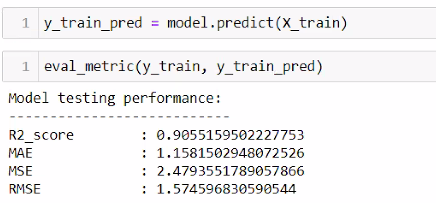 1 y_train_pred = model.predict(X_train)
1 eval_metric(y_train, y_train_pred)
Model testing performance:
---------------------------
R2_score : 0.9055159502227753
MAE : 1.1581502948072526
MSE : 2.4793551789057866
RMSE : 1.574596830590544